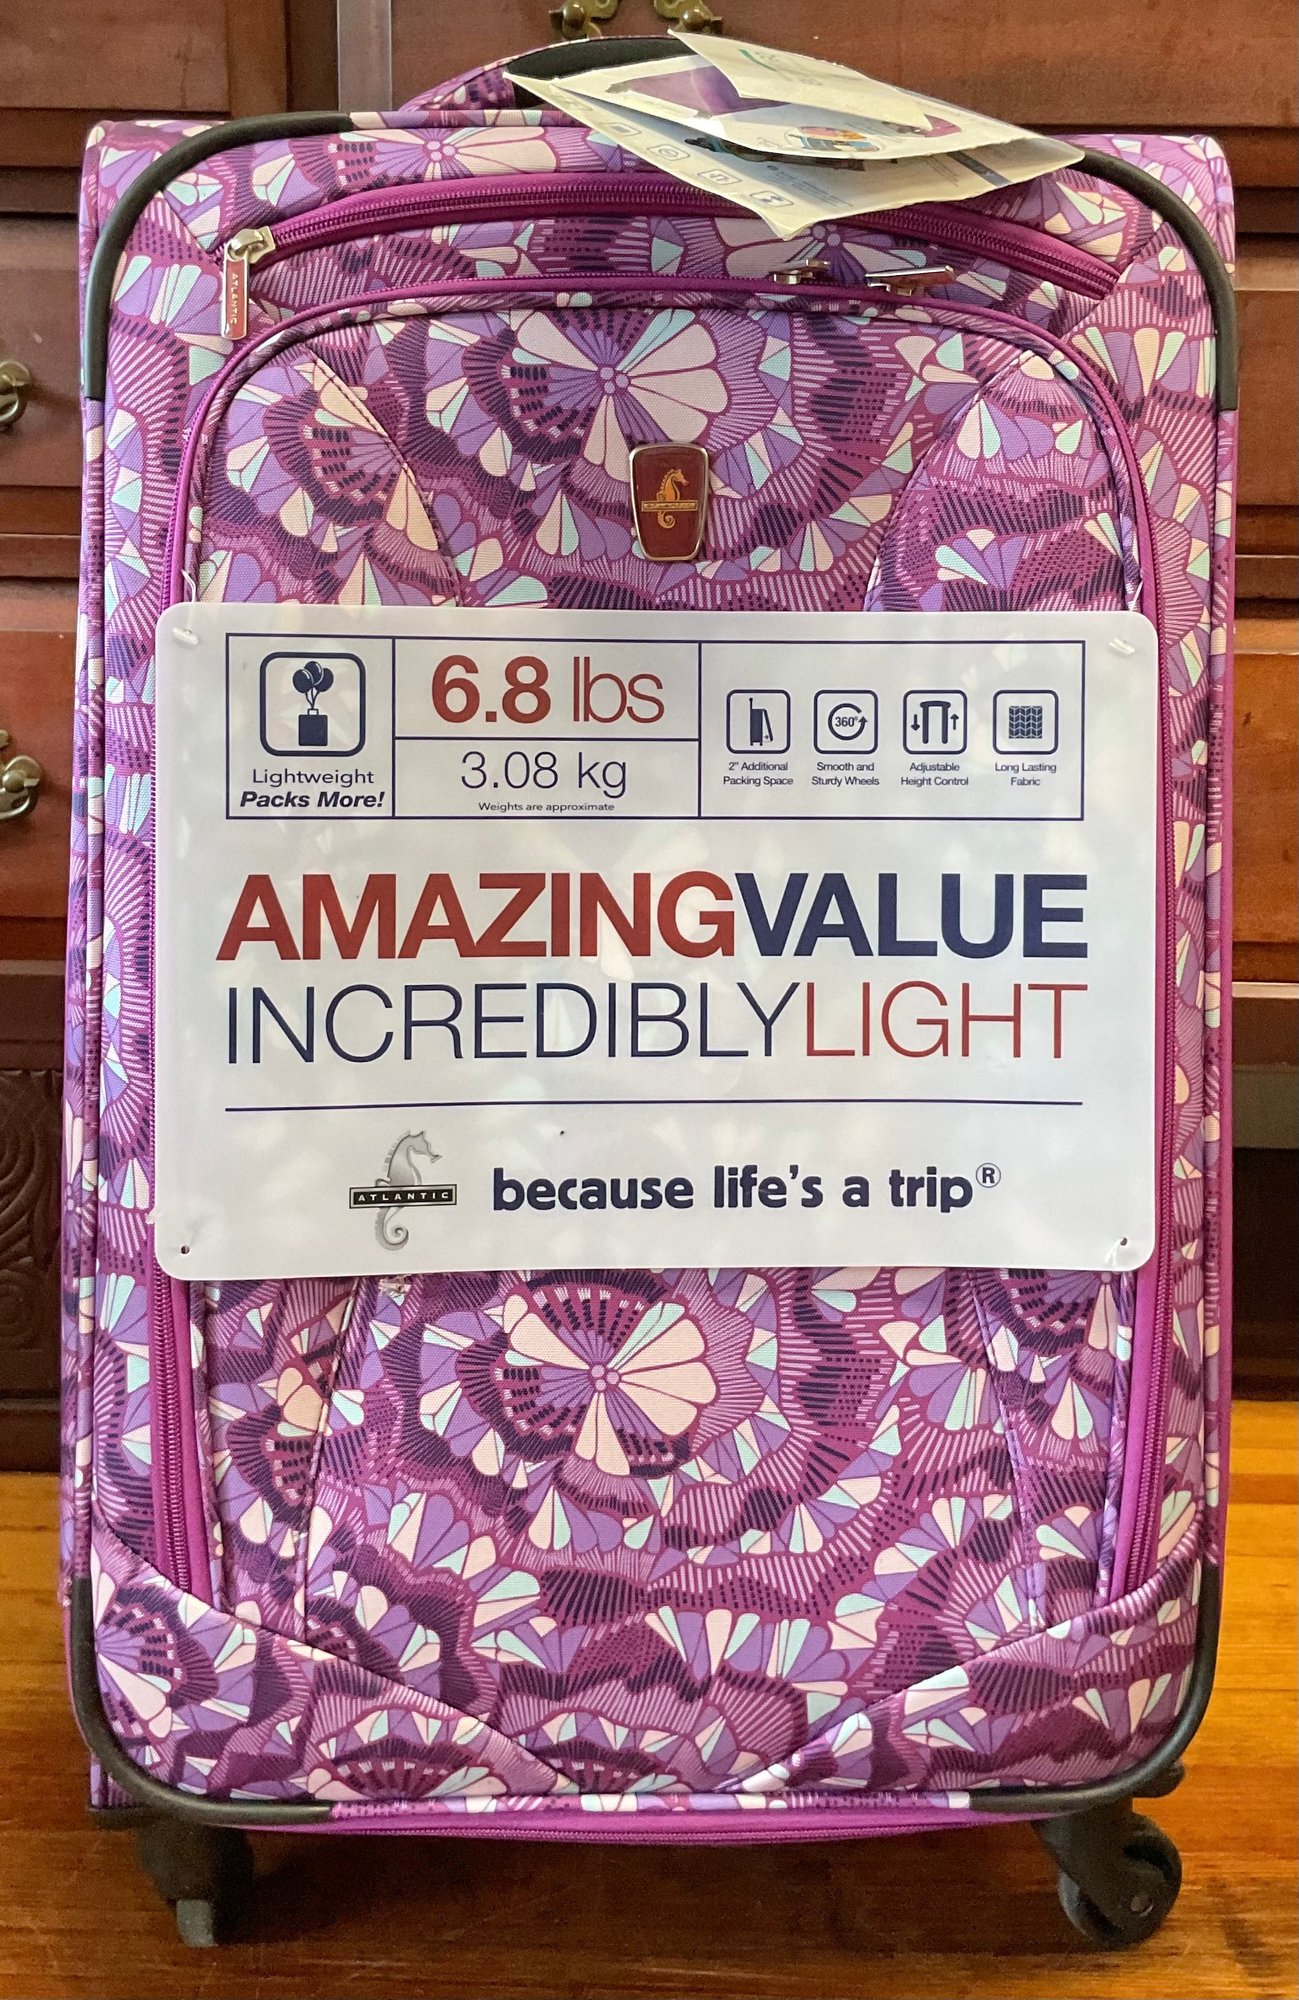 ATLANTIC
6.8 lbs
3.08 kg
Weights are approximate
Lightweight
Packs More!
2" Additional
Packing Space
360°
Smooth and
Sturdy Wheels
Adjustable
Height Control
Long Lasting
Fabric
AMAZINGVALUE
INCREDIBLYLIGHT
ATLANTIC
because life's a trip®